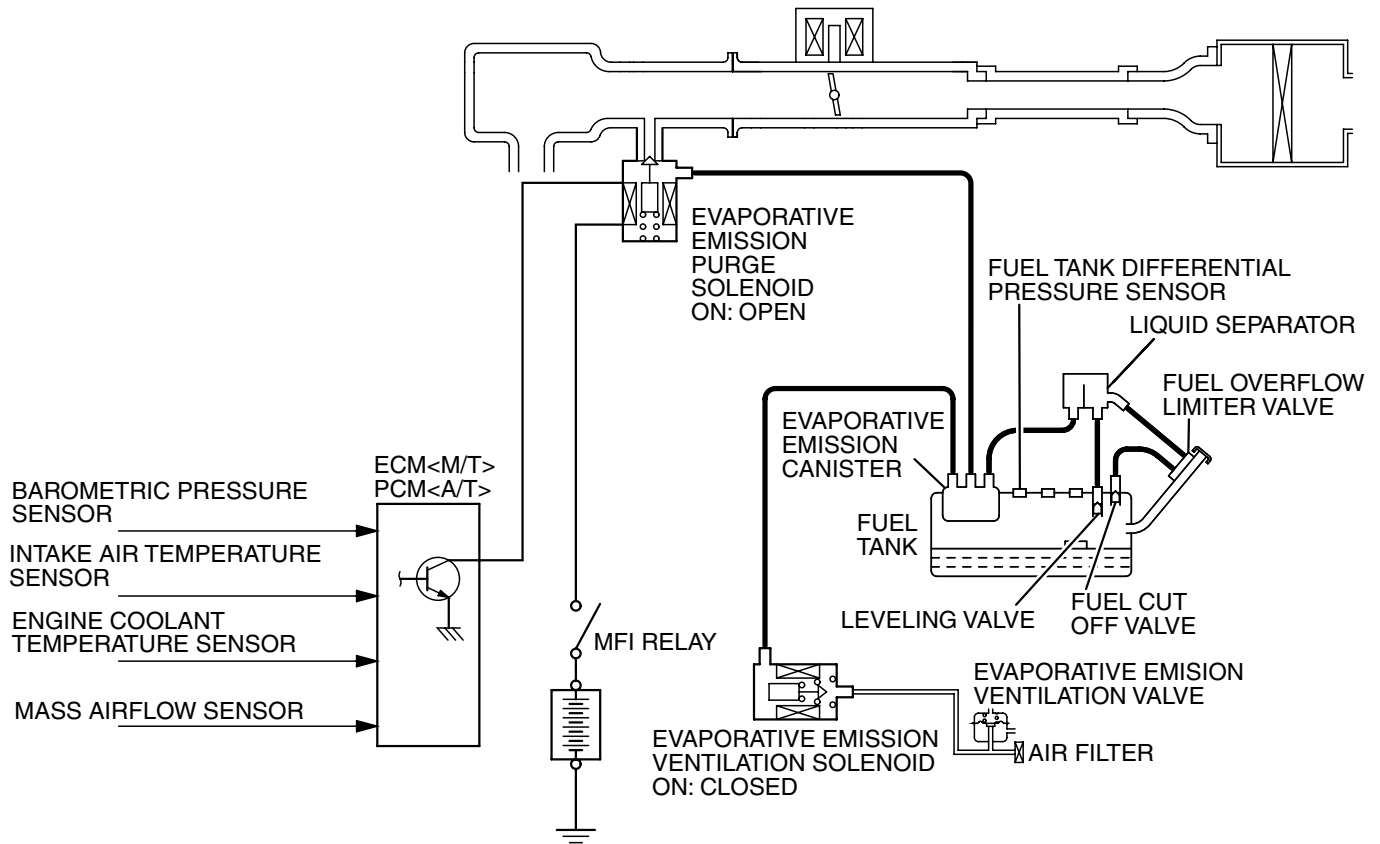 EVAPORATIVE
EMISSION
PURGE
SOLENOID
ON: OPEN
FUEL TANK DIFFERENTIAL
PRESSURE SENSOR
LIQUID SEPARATOR
FUEL OVERFLOW
LIMITER VALVE
EVAPORATIVE
EMISSION
CANISTER
ECM<M/T>
PCM<A/T>
BAROMETRIC PRESSURE
SENSOR
INTAKE AIR TEMPERATURE
SENSOR
ENGINE COOLANT
TEMPERATURE SENSOR
MASS AIRFLOW SENSOR
FUEL
TANK
LEVELING VALVE
FUEL CUT
OFF VALVE
MFI RELAY
EVAPORATIVE EMISION
VENTILATION VALVE
EVAPORATIVE EMISSION
VENTILATION SOLENOID
ON: CLOSED
AIR FILTER